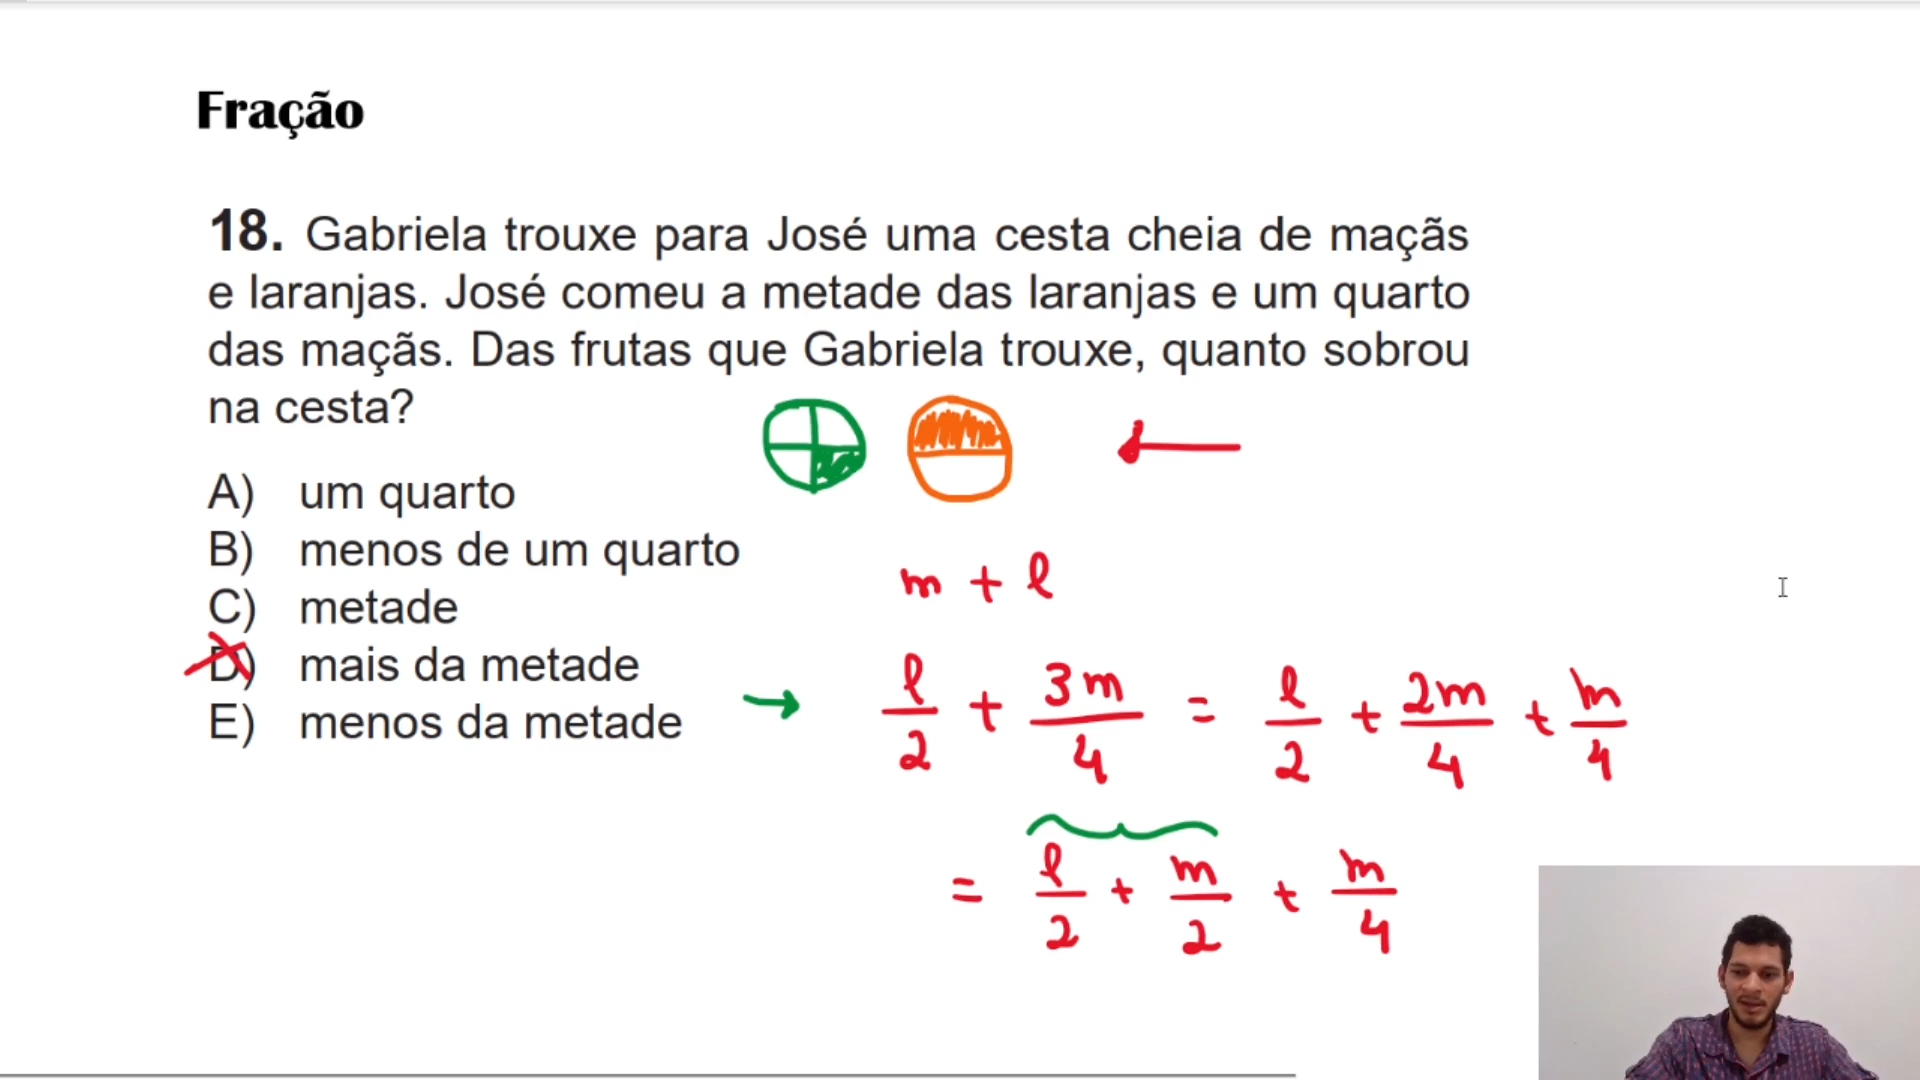 Fração
18. Gabriela trouxe para José uma cesta cheia de maçãs
e laranjas. José comeu a metade das laranjas e um quarto
das maçãs. Das frutas que Gabriela trouxe, quanto sobrou
na cesta?
A) um quarto
B) menos de um quarto
C) metade
D) mais da metade
E) menos da metade
m + l
l/2 + 3m/4 = l/2 + 2m/4 + m/4
= l/2 + m/2 + m/4